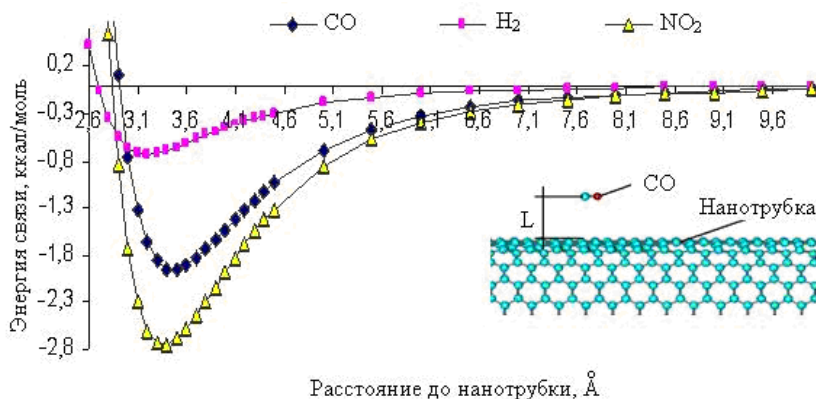 CO H₂ NO₂
0,2
-0,3
-0,8
-1,3
-1,8
-2,3
-2,8
2,6 3,1 3,6 4,1 4,6 5,1 5,6 6,1 6,6 7,1 7,6 8,1 8,6 9,1 9,6
Энергия связи, ккал/моль
CO
L
Нанотрубка
Расстояние до нанотрубки, Å